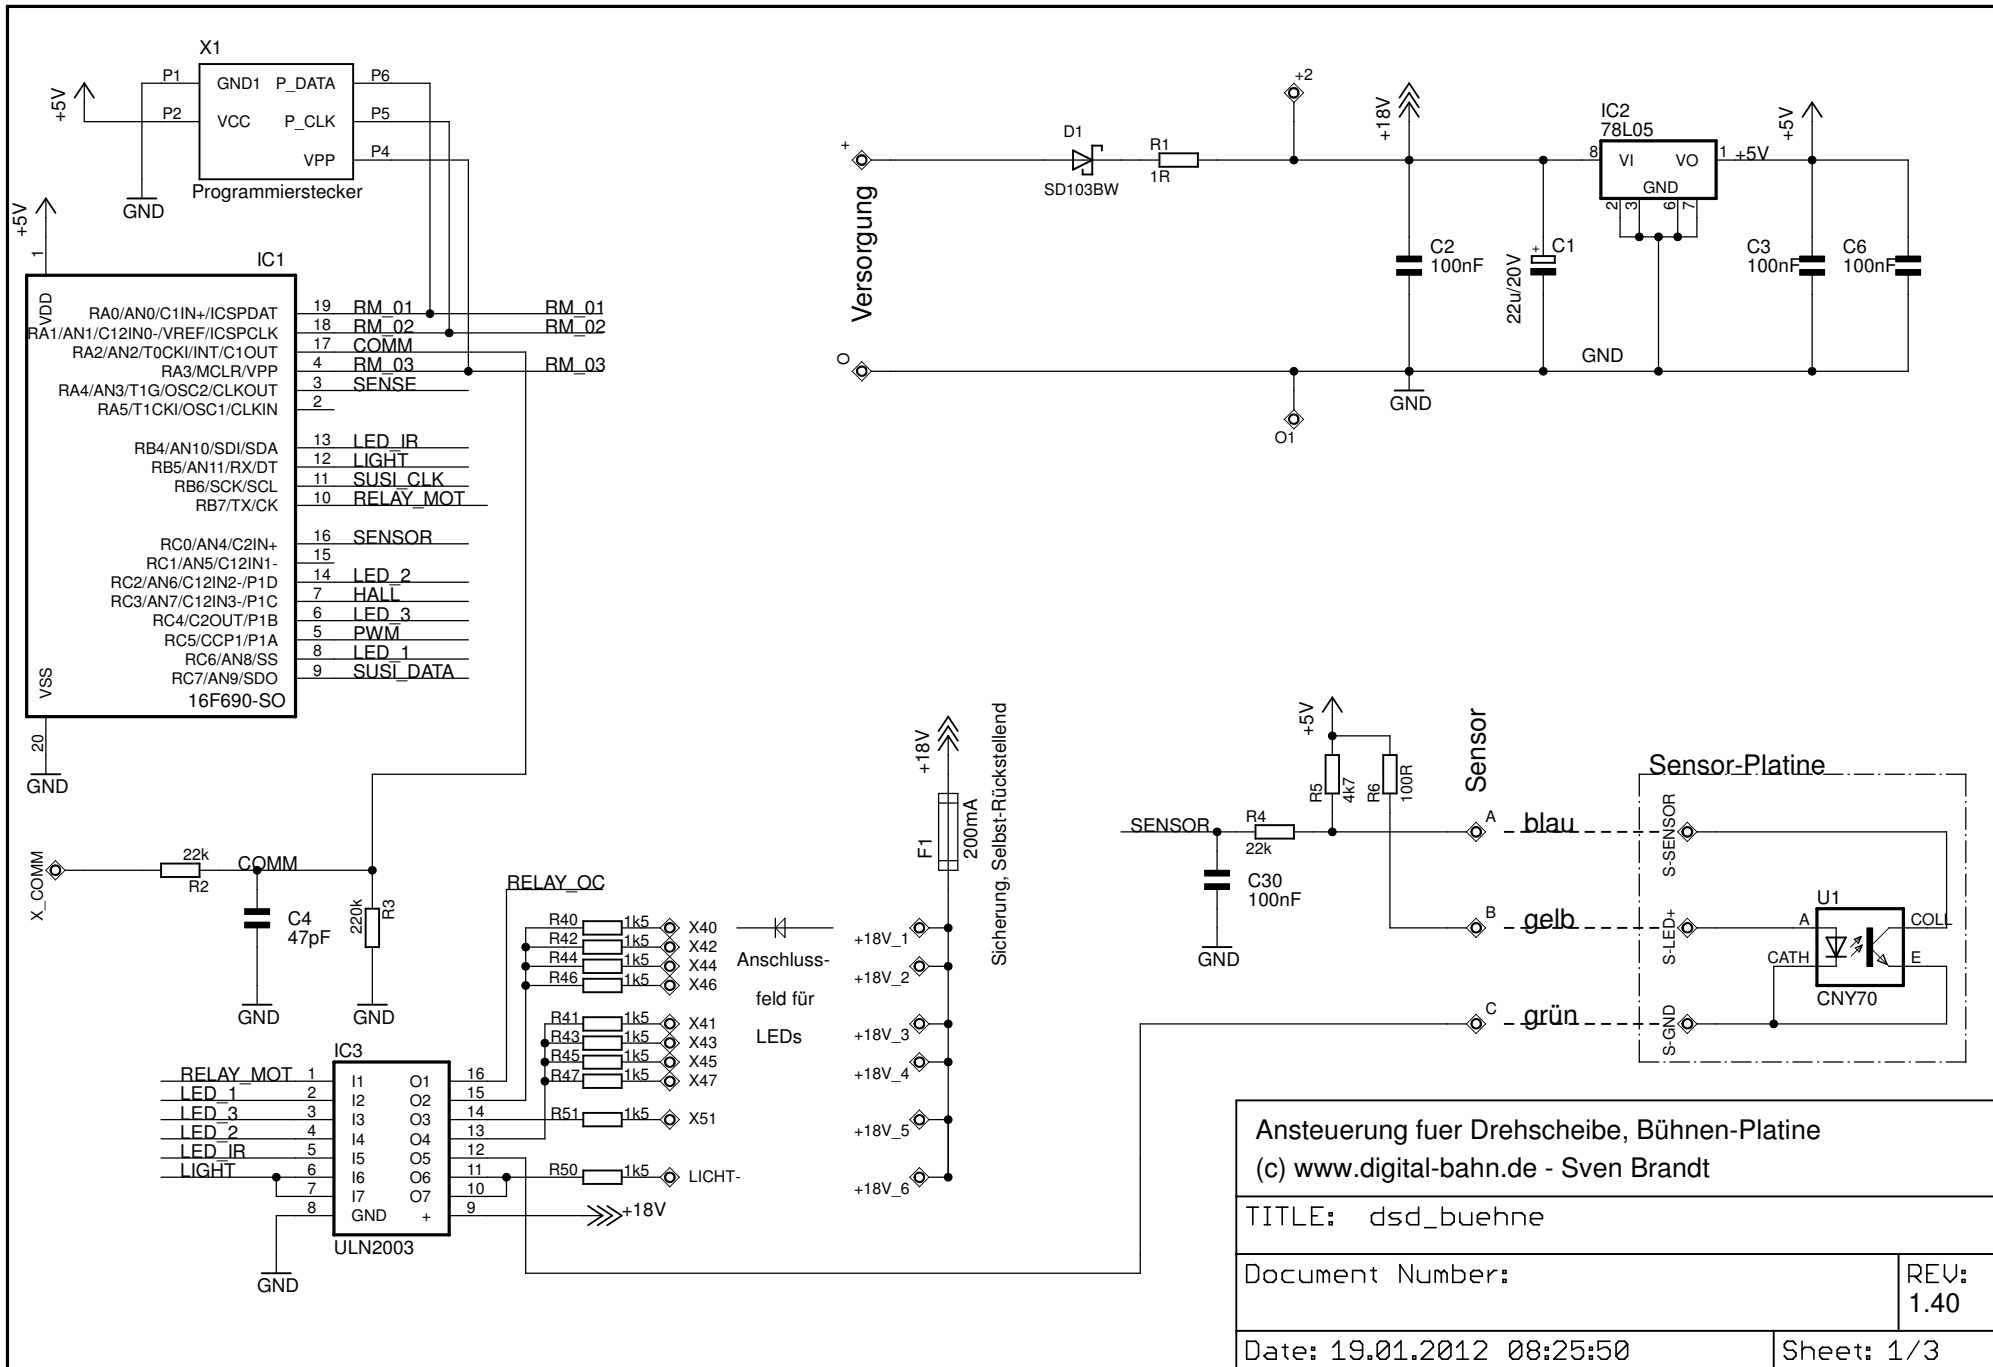 X1
P1 GND1 P_DATA P6
P2 VCC P_CLK P5
VPP P4
Programmierstecker
+5V
GND
+5V
1
IC1
VDD
RA0/AN0/C1IN+/ICSPDAT 19 RM_01 RM_01
RA1/AN1/C12IN0-/VREF/ICSPCLK 18 RM_02 RM_02
RA2/AN2/T0CKI/INT/C1OUT 17 COMM
RA3/MCLR/VPP 4 RM_03 RM_03
RA4/AN3/T1G/OSC2/CLKOUT 3 SENSE
RA5/T1CKI/OSC1/CLKIN 2
RB4/AN10/SDI/SDA 13 LED_IR
RB5/AN11/RX/DT 12 LIGHT
RB6/SCK/SCL 11 SUSI_CLK
RB7/TX/CK 10 RELAY_MOT
RC0/AN4/C2IN+ 16 SENSOR
RC1/AN5/C12IN1- 15
RC2/AN6/C12IN2-/P1D 14 LED_2
RC3/AN7/C12IN3-/P1C 7 HALL
RC4/C2OUT/P1B 6 LED_3
RC5/CCP1/P1A 5 PWM
RC6/AN8/SS 8 LED_1
RC7/AN9/SDO 9 SUSI_DATA
VSS
16F690-SO
20
GND
Versorgung
+
O
D1
SD103BW
R1
1R
+2
O1
+18V
C2
100nF
GND
22u/20V
+
C1
IC2
78L05
8 VI VO 1 +5V
GND
2 3 6 7
GND
+5V
C3
100nF
C6
100nF
X_COMM
22k
R2
COMM
C4
47pF
GND
220k
R3
GND
RELAY_OC
R40 1k5 X40
R42 1k5 X42
R44 1k5 X44
R46 1k5 X46
R41 1k5 X41
R43 1k5 X43
R45 1k5 X45
R47 1k5 X47
R51 1k5 X51
R50 1k5 LICHT-
+18V
Anschluss-
feld für
LEDs
+18V
F1
200mA
Sicherung, Selbst-Rückstellend
+18V_1
+18V_2
+18V_3
+18V_4
+18V_5
+18V_6
IC3
RELAY_MOT 1 I1 O1 16
LED_1 2 I2 O2 15
LED_3 3 I3 O3 14
LED_2 4 I4 O4 13
LED_IR 5 I5 O5 12
LIGHT 6 I6 O6 11
7 I7 O7 10
8 GND + 9
ULN2003
GND
+5V
R5
4k7
R6
100R
SENSOR
R4
22k
C30
100nF
GND
Sensor
A blau
B gelb
C grün
Sensor-Platine
S-SENSOR
S-LED+
S-GND
U1
A COLL
CATH E
CNY70
Ansteuerung fuer Drehscheibe, Bühnen-Platine
(c) www.digital-bahn.de - Sven Brandt
TITLE: dsd_buehne
Document Number:
REV:
1.40
Date: 19.01.2012 08:25:50
Sheet: 1/3